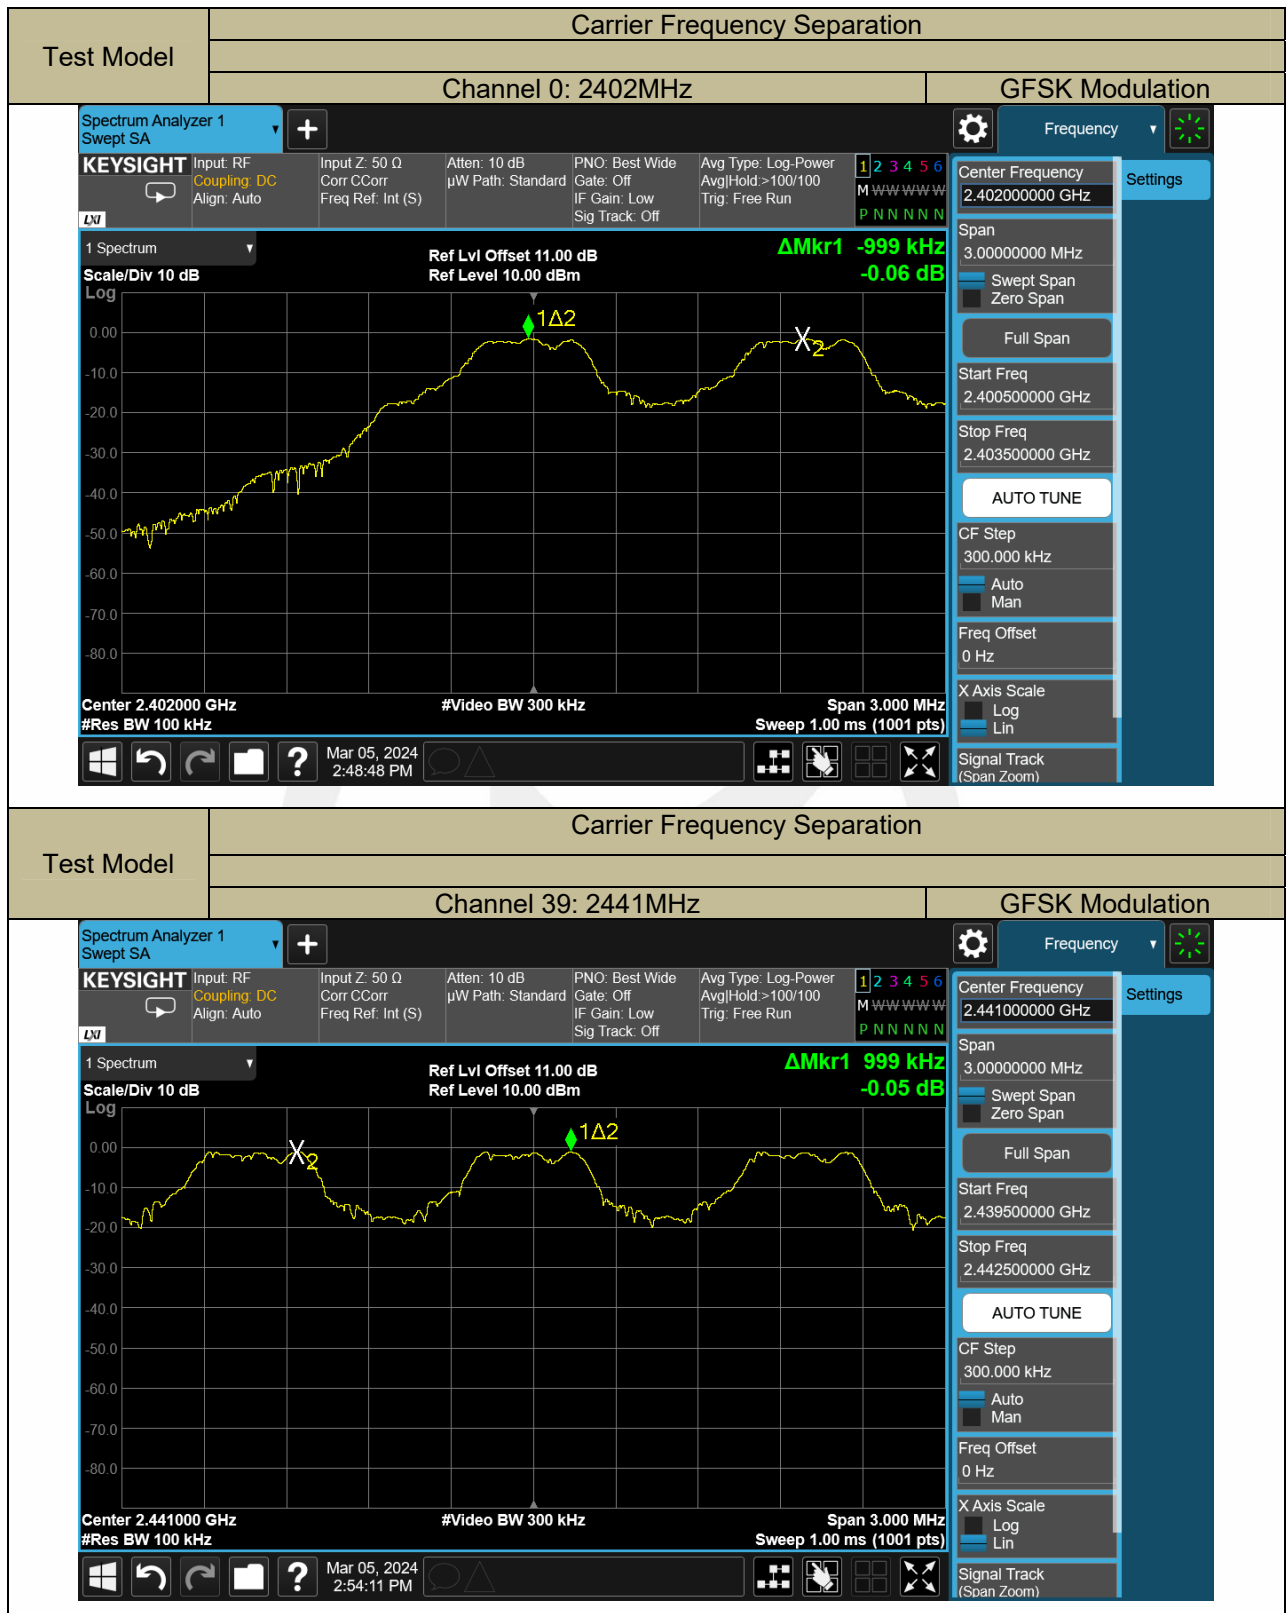 Test Model
Carrier Frequency Separation
Channel 0: 2402MHz
GFSK Modulation
Spectrum Analyzer 1
Swept SA
Frequency
KEYSIGHT
LXI
Input: RF
Coupling: DC
Align: Auto
Input Z: 50 Ω
Corr CCorr
Freq Ref: Int (S)
Atten: 10 dB
µW Path: Standard
PNO: Best Wide
Gate: Off
IF Gain: Low
Sig Track: Off
Avg Type: Log-Power
Avg|Hold:>100/100
Trig: Free Run
1 2 3 4 5 6
M W W W W W
P N N N N N
1 Spectrum
Scale/Div 10 dB
Log
Ref Lvl Offset 11.00 dB
Ref Level 10.00 dBm
ΔMkr1 -999 kHz
-0.06 dB
1Δ2
X2
0.00
-10.0
-20.0
-30.0
-40.0
-50.0
-60.0
-70.0
-80.0
Center 2.402000 GHz
#Res BW 100 kHz
#Video BW 300 kHz
Span 3.000 MHz
Sweep 1.00 ms (1001 pts)
Mar 05, 2024
2:48:48 PM
Center Frequency
2.402000000 GHz
Settings
Span
3.00000000 MHz
Swept Span
Zero Span
Full Span
Start Freq
2.400500000 GHz
Stop Freq
2.403500000 GHz
AUTO TUNE
CF Step
300.000 kHz
Auto
Man
Freq Offset
0 Hz
X Axis Scale
Log
Lin
Signal Track
(Span Zoom)
Test Model
Carrier Frequency Separation
Channel 39: 2441MHz
GFSK Modulation
Spectrum Analyzer 1
Swept SA
Frequency
KEYSIGHT
LXI
Input: RF
Coupling: DC
Align: Auto
Input Z: 50 Ω
Corr CCorr
Freq Ref: Int (S)
Atten: 10 dB
µW Path: Standard
PNO: Best Wide
Gate: Off
IF Gain: Low
Sig Track: Off
Avg Type: Log-Power
Avg|Hold:>100/100
Trig: Free Run
1 2 3 4 5 6
M W W W W W
P N N N N N
1 Spectrum
Scale/Div 10 dB
Log
Ref Lvl Offset 11.00 dB
Ref Level 10.00 dBm
ΔMkr1 999 kHz
-0.05 dB
X2
1Δ2
0.00
-10.0
-20.0
-30.0
-40.0
-50.0
-60.0
-70.0
-80.0
Center 2.441000 GHz
#Res BW 100 kHz
#Video BW 300 kHz
Span 3.000 MHz
Sweep 1.00 ms (1001 pts)
Mar 05, 2024
2:54:11 PM
Center Frequency
2.441000000 GHz
Settings
Span
3.00000000 MHz
Swept Span
Zero Span
Full Span
Start Freq
2.439500000 GHz
Stop Freq
2.442500000 GHz
AUTO TUNE
CF Step
300.000 kHz
Auto
Man
Freq Offset
0 Hz
X Axis Scale
Log
Lin
Signal Track
(Span Zoom)